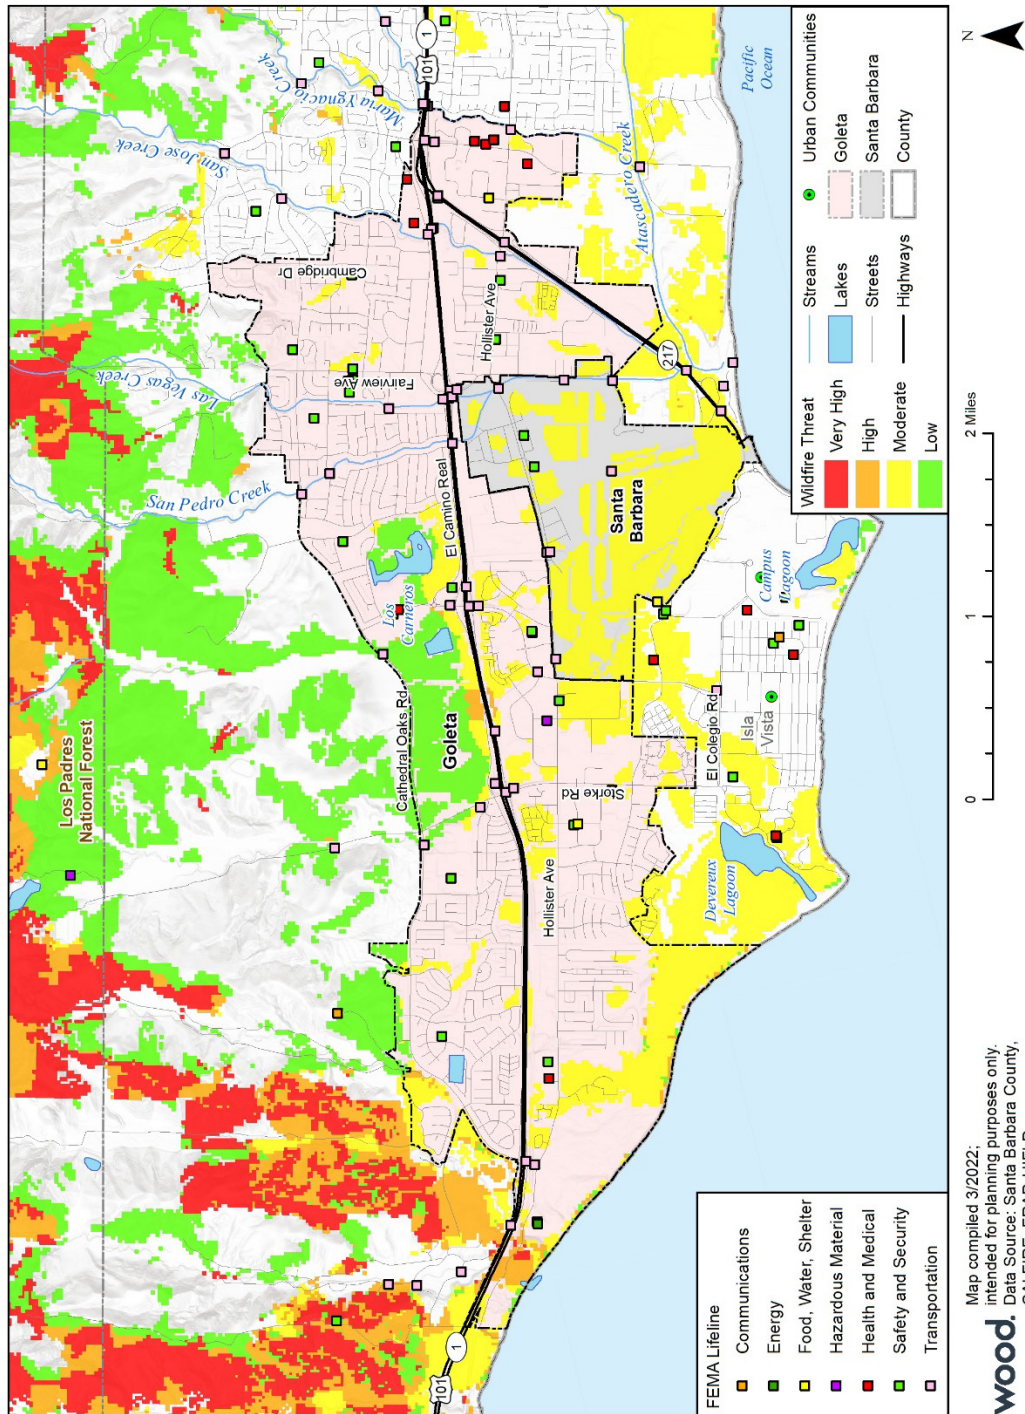 Los Padres
National Forest
San Pedro Creek
Las Vegas Creek
San Jose Creek
Maria Ygnacio Creek
Cathedral Oaks Rd
Los
Carneros
Goleta
El Camino Real
Fairview Ave
Cambridge Dr
101
1
101
1
Hollister Ave
Hollister Ave
Storke Rd
Santa
Barbara
217
Atascadero Creek
El Colegio Rd
Isla
Vista
Campus
Lagoon
Devereux
Lagoon
Pacific
Ocean
FEMA Lifeline
Communications
Energy
Food, Water, Shelter
Hazardous Material
Health and Medical
Safety and Security
Transportation
Wildfire Threat
Very High
High
Moderate
Low
Streams
Lakes
Streets
Highways
Urban Communities
Goleta
Santa Barbara
County
0
1
2 Miles
N
wood.
Map compiled 3/2022;
intended for planning purposes only.
Data Source: Santa Barbara County,